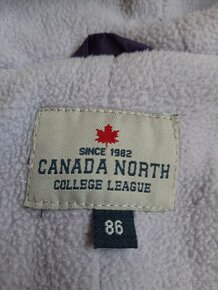 SINCE 1982
CANADA NORTH
COLLEGE LEAGUE
86